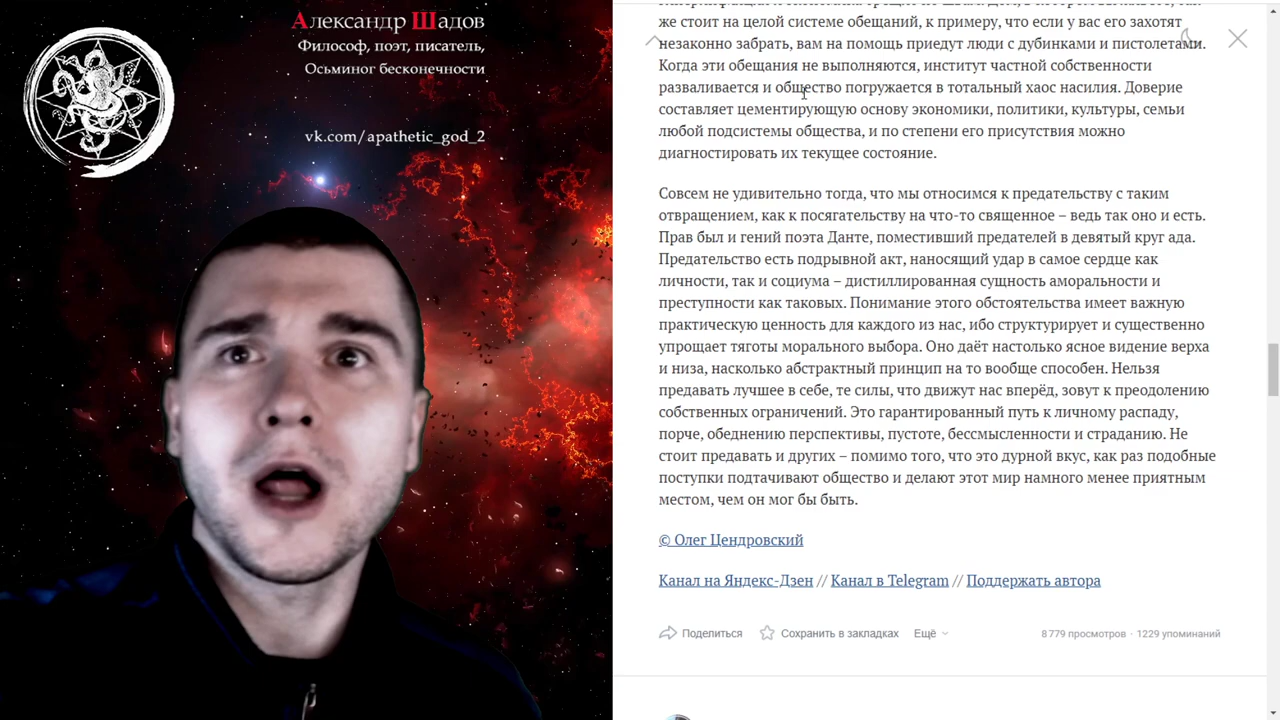 Александр Шадов
Философ, поэт, писатель,
Осьминог бесконечности
vk.com/apathetic_god_2
же стоит на целой системе обещаний, к примеру, что если у вас его захотят
незаконно забрать, вам на помощь приедут люди с дубинками и пистолетами.
Когда эти обещания не выполняются, институт частной собственности
разваливается и общество погружается в тотальный хаос насилия. Доверие
составляет цементирующую основу экономики, политики, культуры, семьи
любой подсистемы общества, и по степени его присутствия можно
диагностировать их текущее состояние.
Совсем не удивительно тогда, что мы относимся к предательству с таким
отвращением, как к посягательству на что-то священное – ведь так оно и есть.
Прав был и гений поэта Данте, поместивший предателей в девятый круг ада.
Предательство есть подрывной акт, наносящий удар в самое сердце как
личности, так и социума – дистиллированная сущность аморальности и
преступности как таковых. Понимание этого обстоятельства имеет важную
практическую ценность для каждого из нас, ибо структурирует и существенно
упрощает тяготы морального выбора. Оно даёт настолько ясное видение верха
и низа, насколько абстрактный принцип на то вообще способен. Нельзя
предавать лучшее в себе, те силы, что движут нас вперёд, зовут к преодолению
собственных ограничений. Это гарантированный путь к личному распаду,
порче, обеднению перспективы, пустоте, бессмысленности и страданию. Не
стоит предавать и других – помимо того, что это дурной вкус, как раз подобные
поступки подтачивают общество и делают этот мир намного менее приятным
местом, чем он мог бы быть.
© Олег Цендровский
Канал на Яндекс-Дзен // Канал в Telegram // Поддержать автора
Поделиться Сохранить в закладках Ещё 8 779 просмотров · 1229 упоминаний